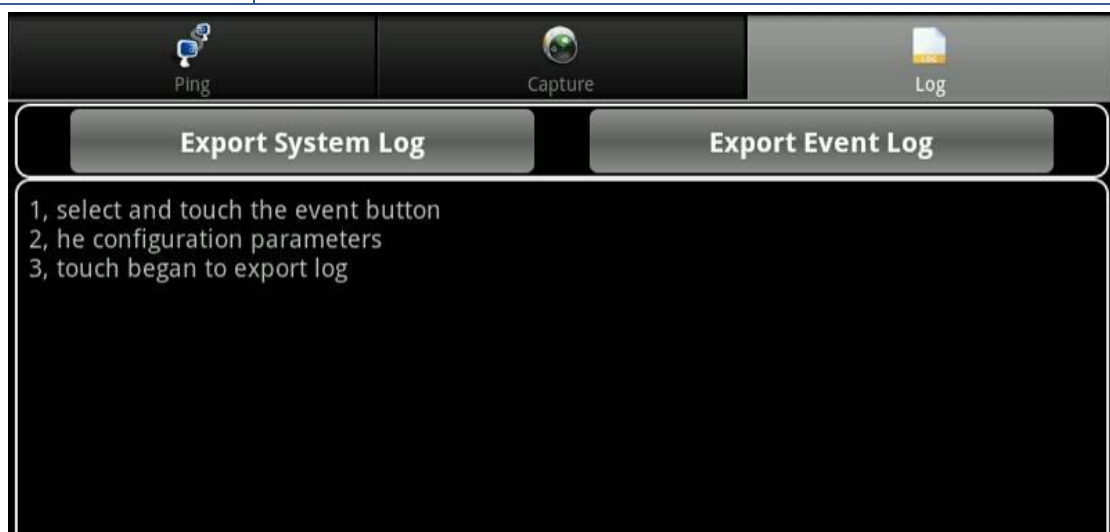 Ping
Capture
LOG
Log
Export System Log
Export Event Log
1, select and touch the event button
2, he configuration parameters
3, touch began to export log